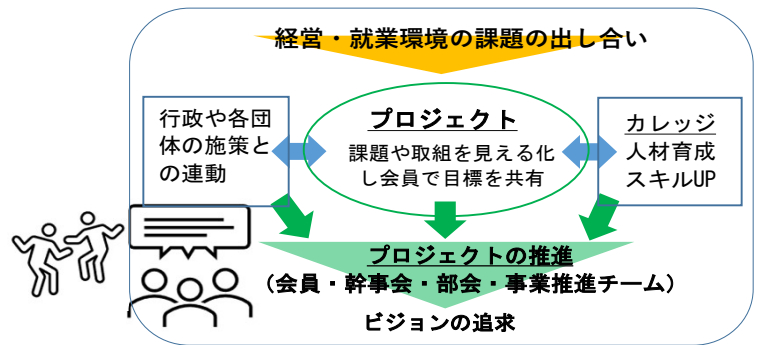 経営・就業環境の課題の出し合い
行政や各団
体の施策と
の連動
プロジェクト
課題や取組を見える化
し会員で目標を共有
カレッジ
人材育成
スキルUP
プロジェクトの推進
（会員・幹事会・部会・事業推進チーム）
ビジョンの追求